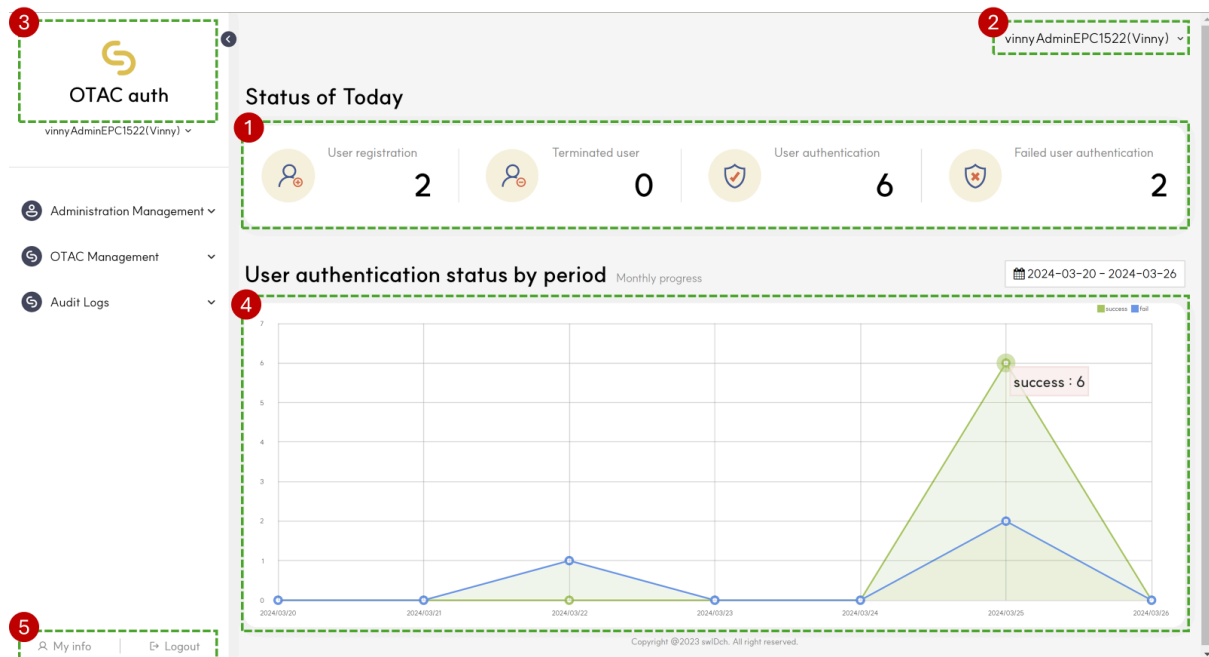 3
2
vinnyAdminEPC1522(Vinny)
OTAC auth
vinnyAdminEPC1522(Vinny)
Administration Management
OTAC Management
Audit Logs
5
My info
Logout
Status of Today
1
User registration
2
Terminated user
0
User authentication
6
Failed user authentication
2
User authentication status by period Monthly progress
2024-03-20 - 2024-03-26
4
success fail
7
6
5
4
3
2
1
0
success : 6
2024/03/20 2024/03/21 2024/03/22 2024/03/23 2024/03/24 2024/03/25 2024/03/26
Copyright @2023 swIDch. All right reserved.